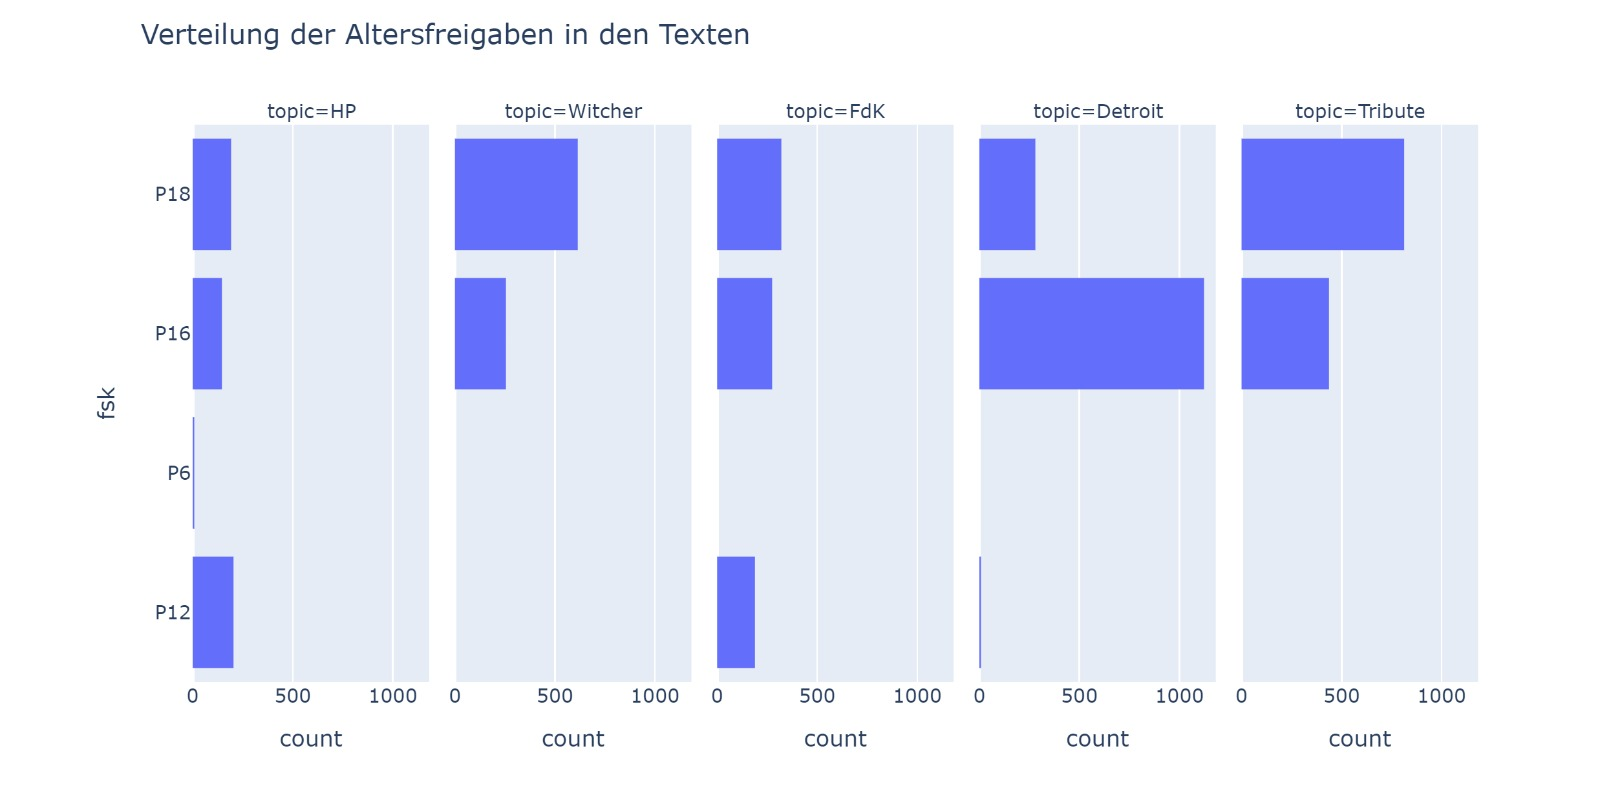 Verteilung der Altersfreigaben in den Texten
topic=HP topic=Witcher topic=FdK topic=Detroit topic=Tribute
P18
P16
fsk
P6
P12
0 500 1000 0 500 1000 0 500 1000 0 500 1000 0 500 1000
count count count count count